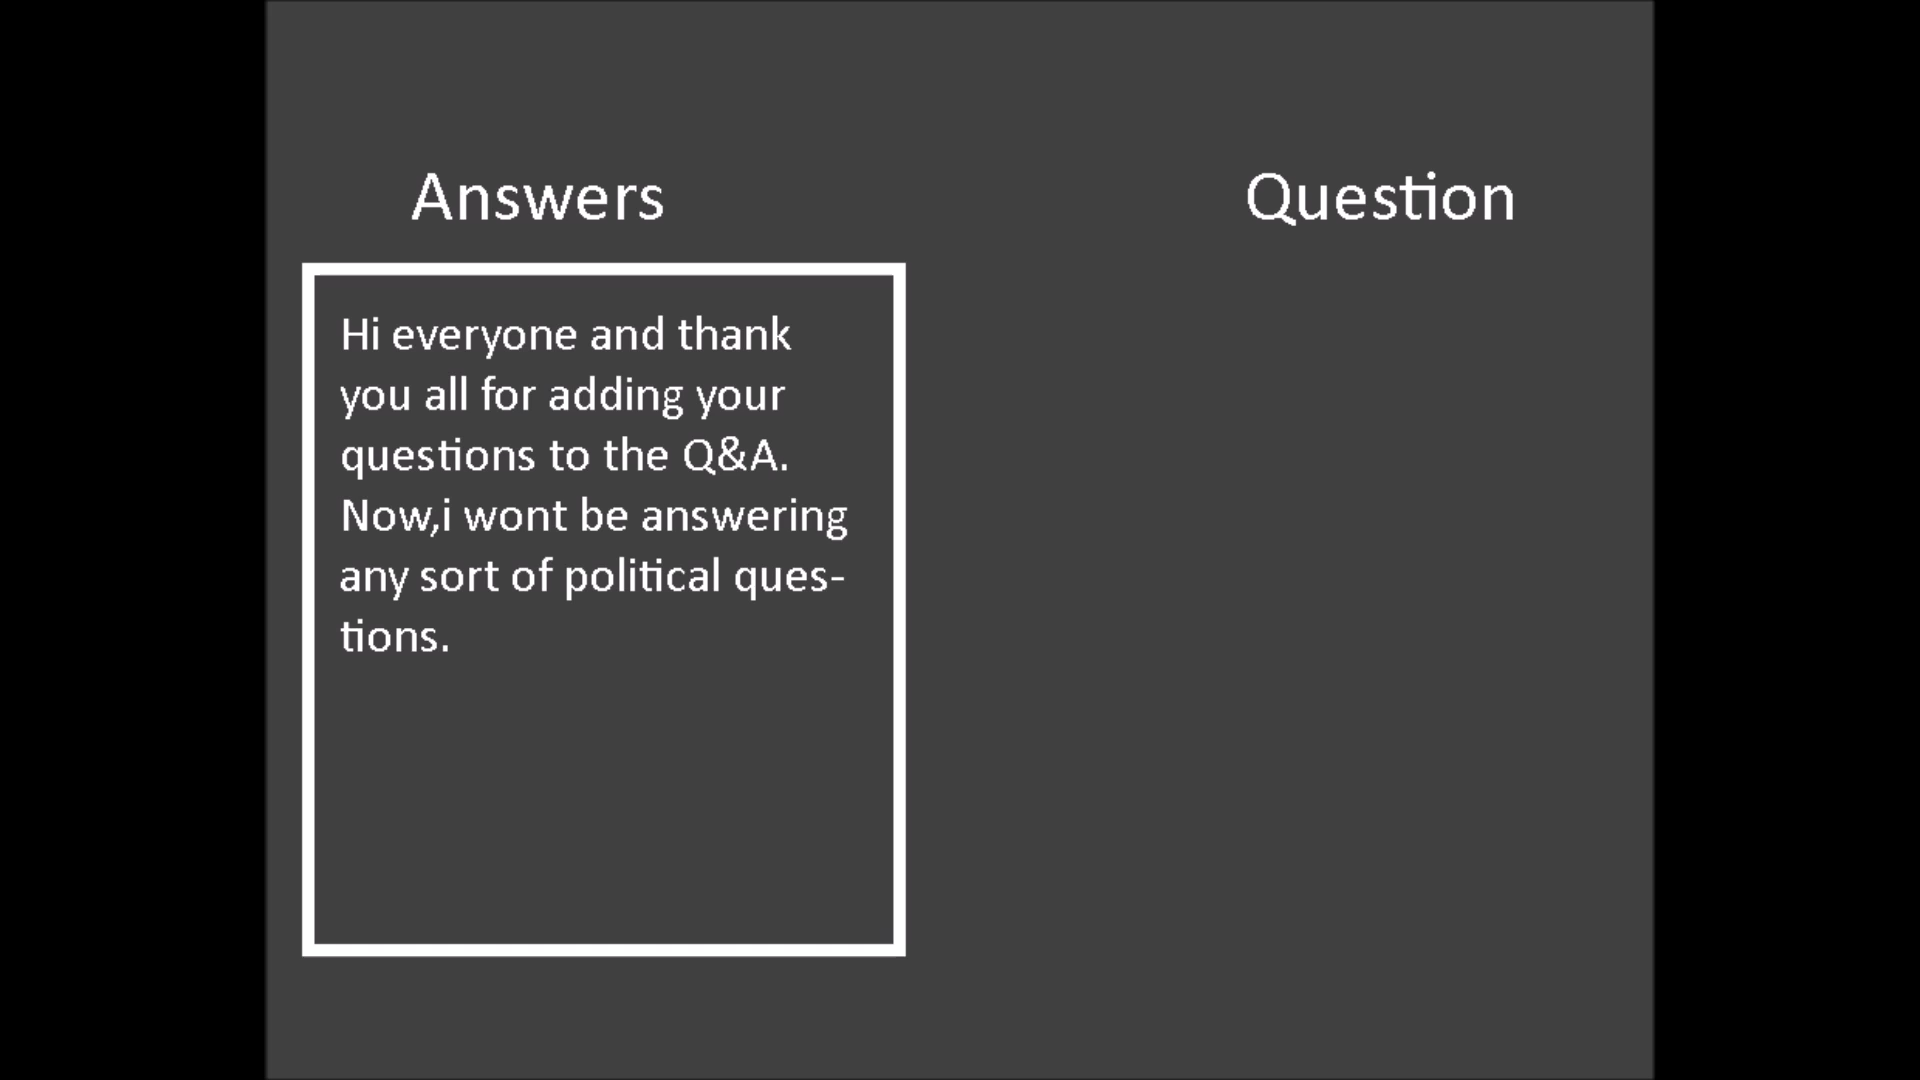 Answers
Question
Hi everyone and thank
you all for adding your
questions to the Q&A.
Now,i wont be answering
any sort of political ques-
tions.